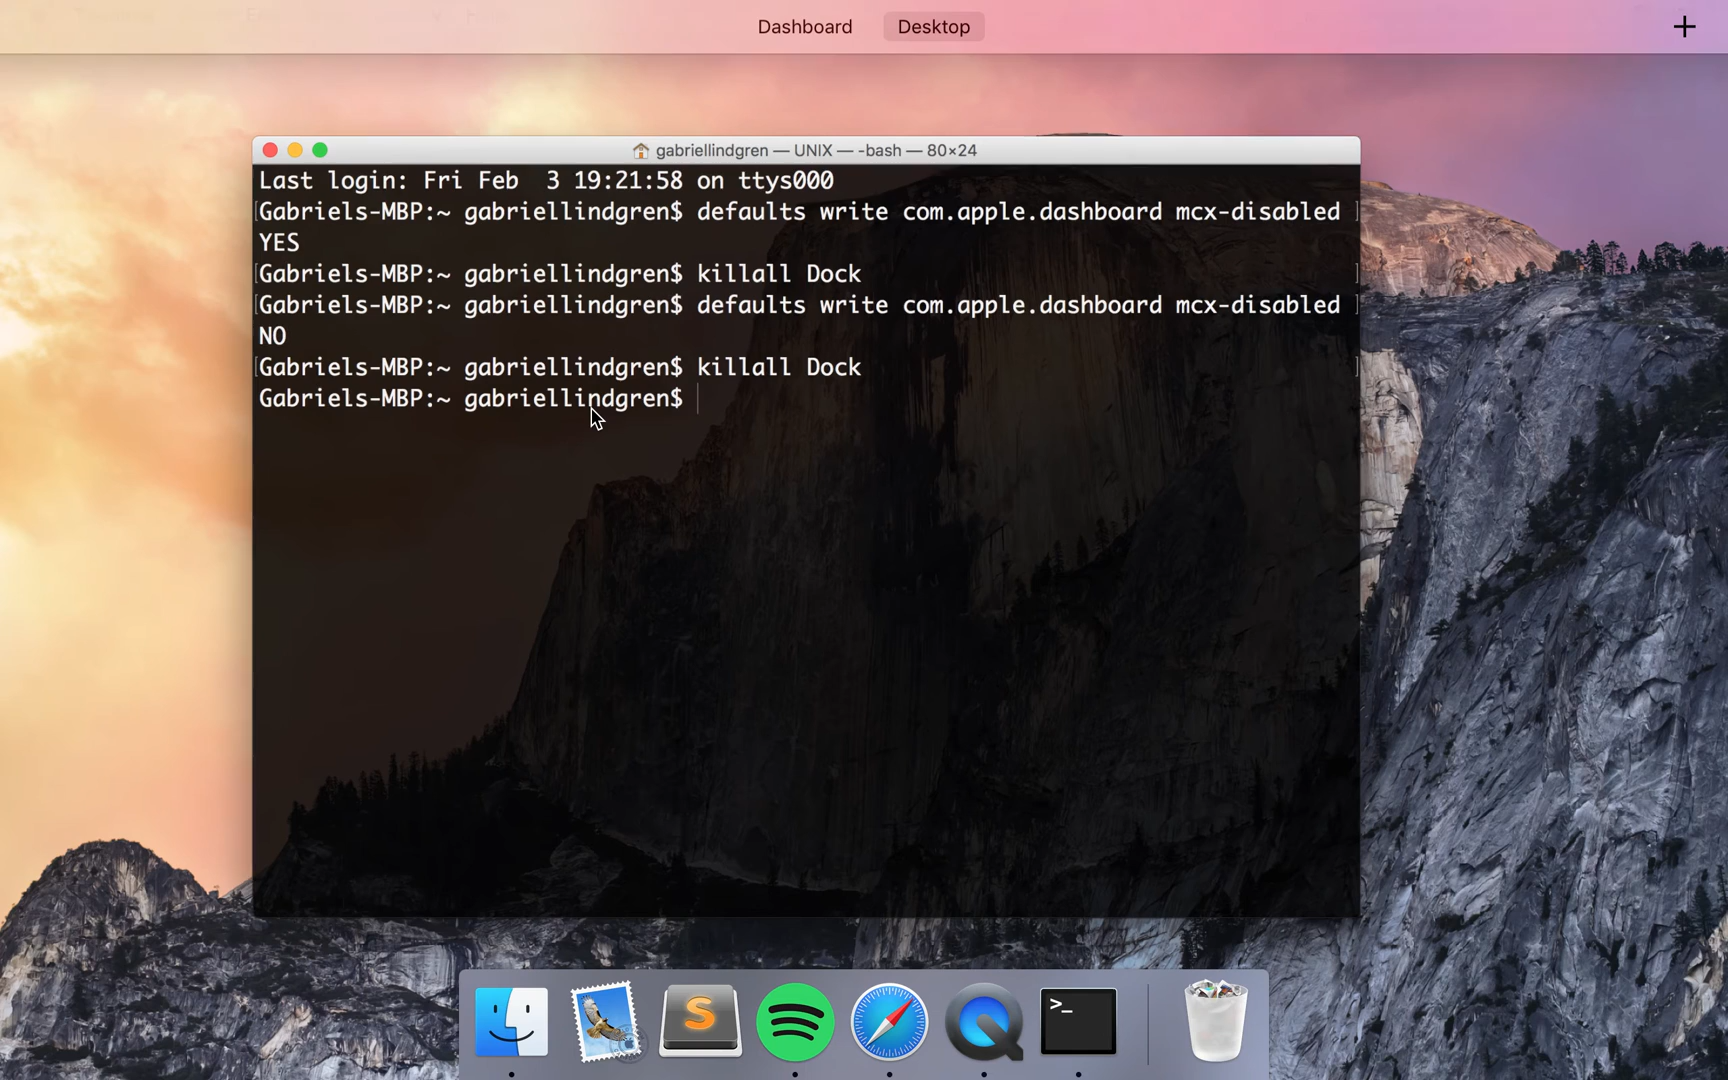 Dashboard Desktop +
gabriellindgren — UNIX — -bash — 80×24
Last login: Fri Feb  3 19:21:58 on ttys000
[Gabriels-MBP:~ gabriellindgren$ defaults write com.apple.dashboard mcx-disabled ]
YES
[Gabriels-MBP:~ gabriellindgren$ killall Dock ]
[Gabriels-MBP:~ gabriellindgren$ defaults write com.apple.dashboard mcx-disabled ]
NO
[Gabriels-MBP:~ gabriellindgren$ killall Dock ]
Gabriels-MBP:~ gabriellindgren$
S
>_